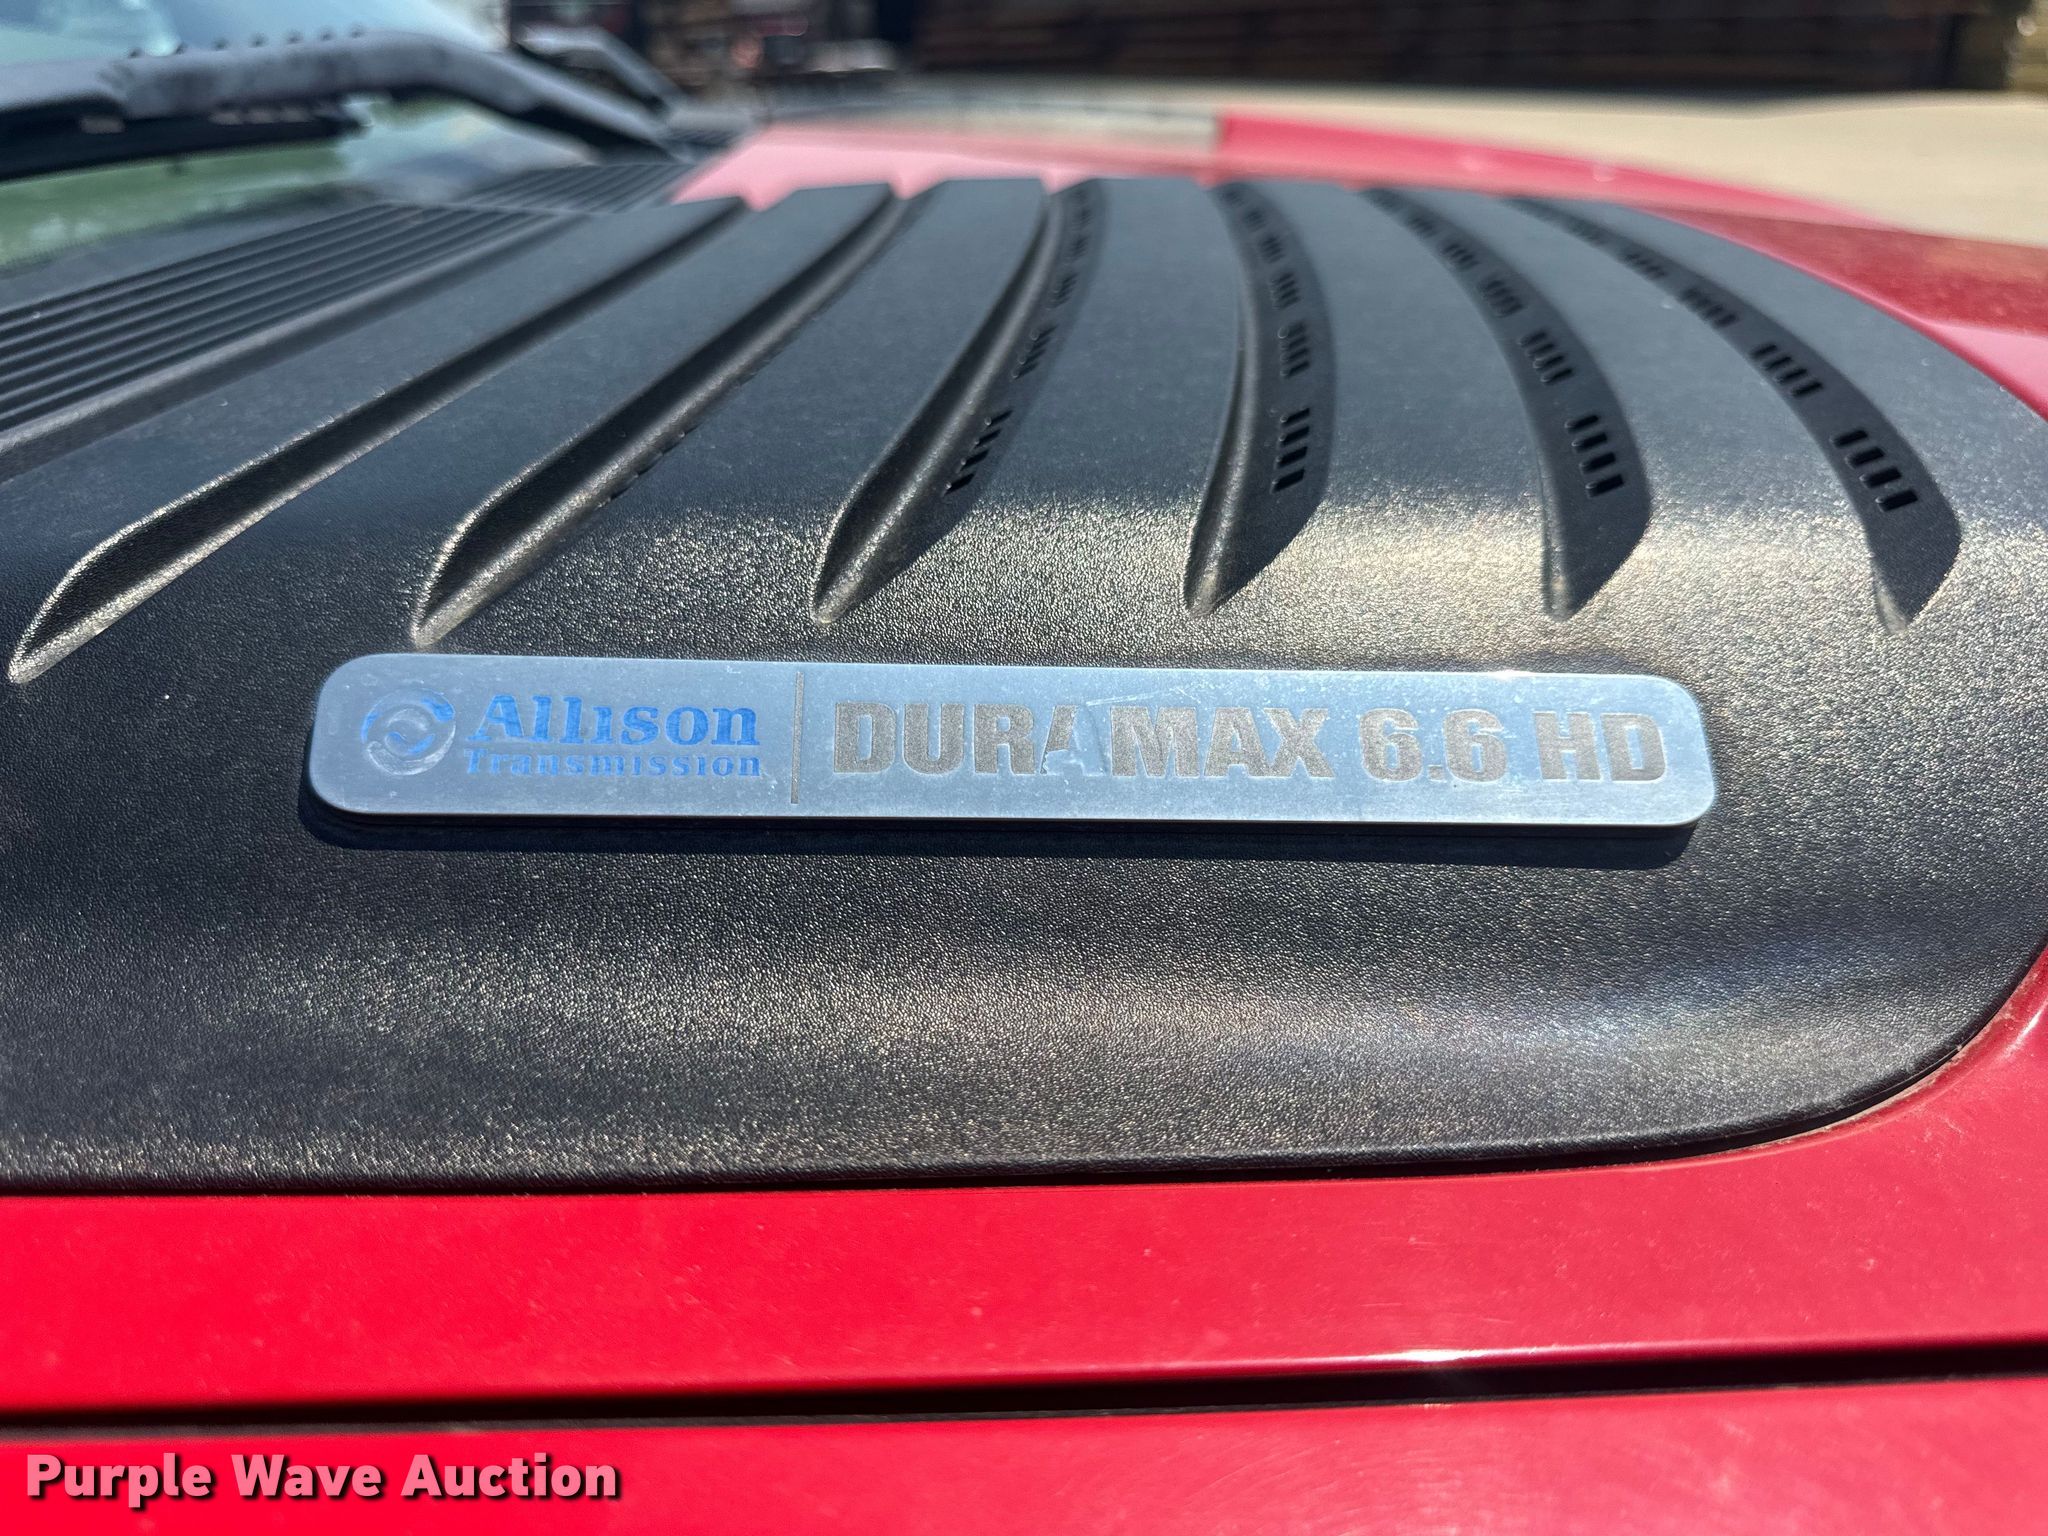 Allison
Transmission
DURAMAX 6.6 HD
Purple Wave Auction